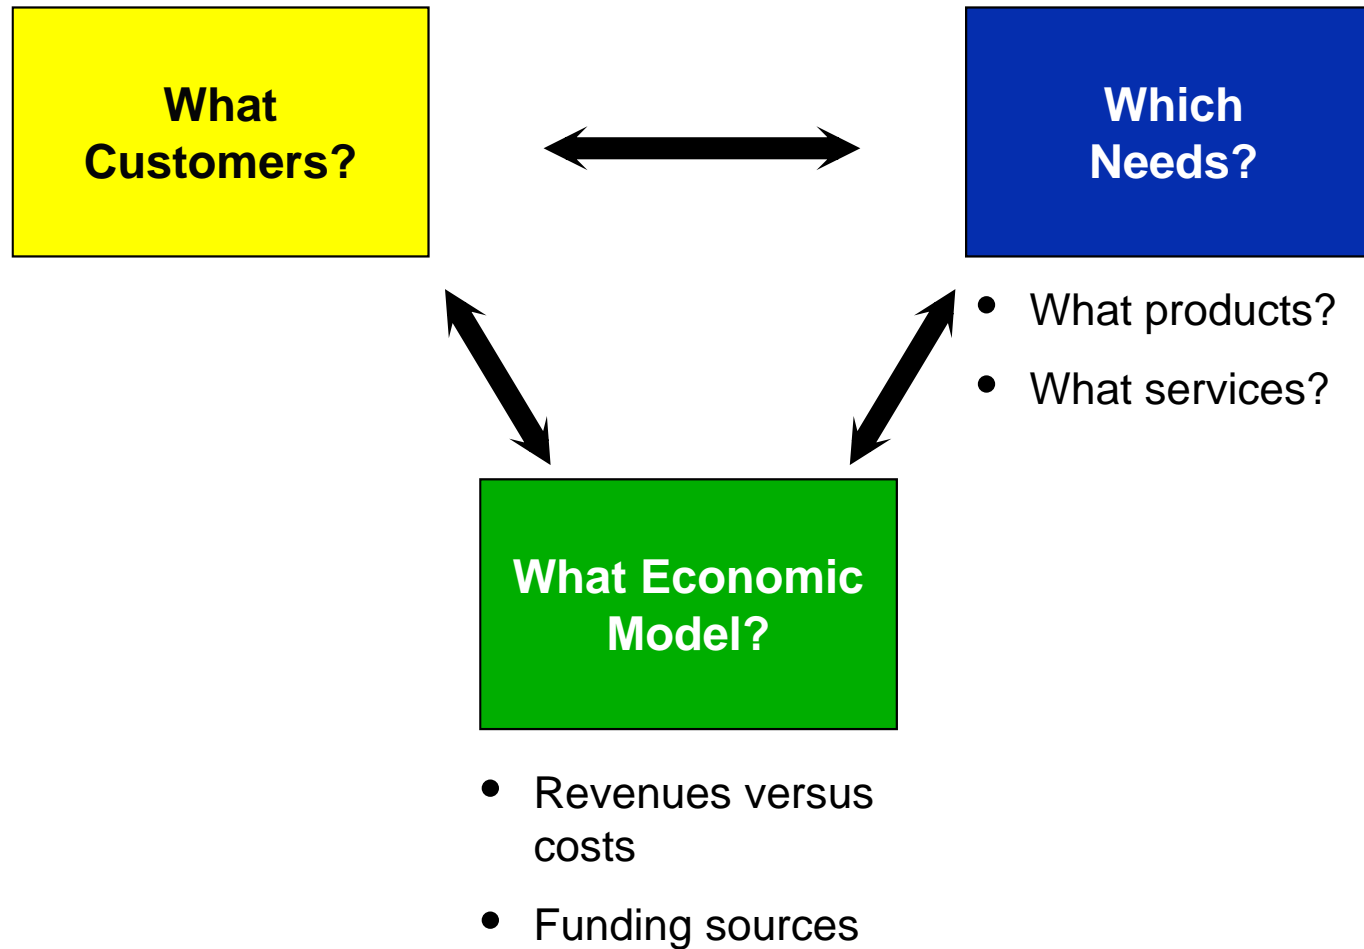 What
Customers?
Which
Needs?
• What products?
• What services?
What Economic
Model?
• Revenues versus
costs
• Funding sources